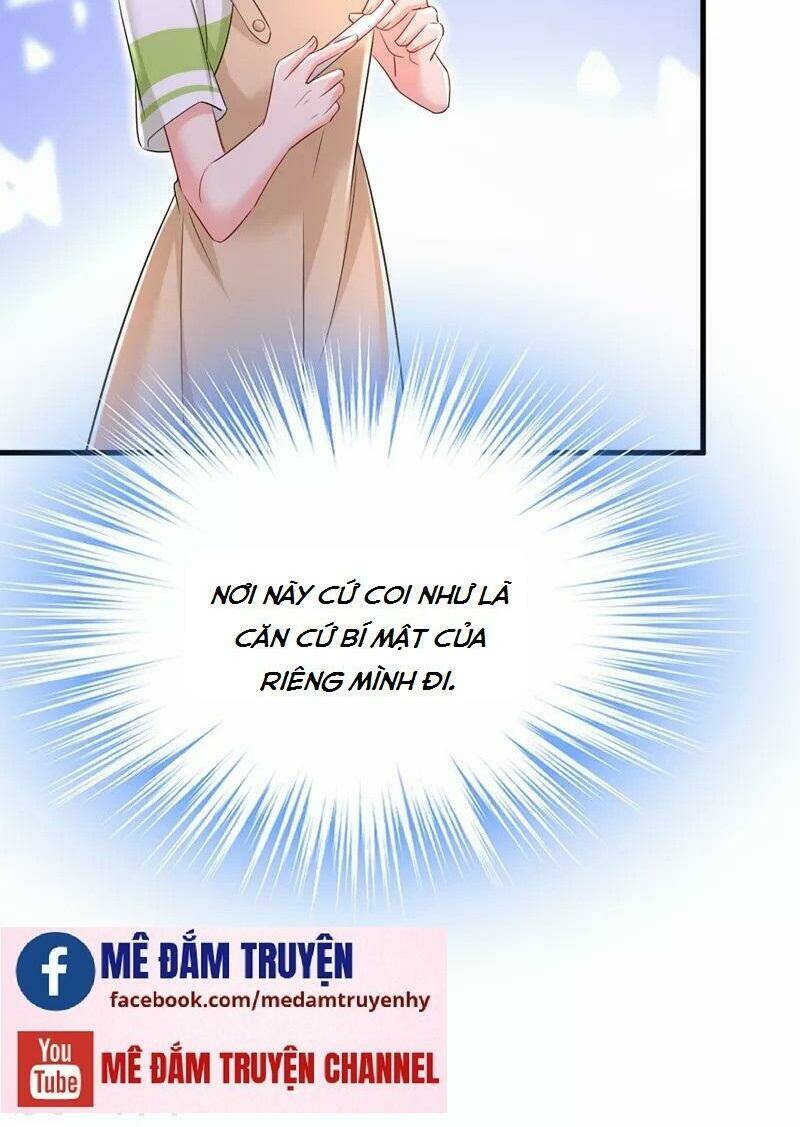 NƠI NÀY CỨ COI NHƯ LÀ
CĂN CỨ BÍ MẬT CỦA
RIÊNG MÌNH ĐI.
f MÊ ĐẮM TRUYỆN
facebook.com/medamtruyenhy
You
Tube
MÊ ĐẮM TRUYỆN CHANNEL